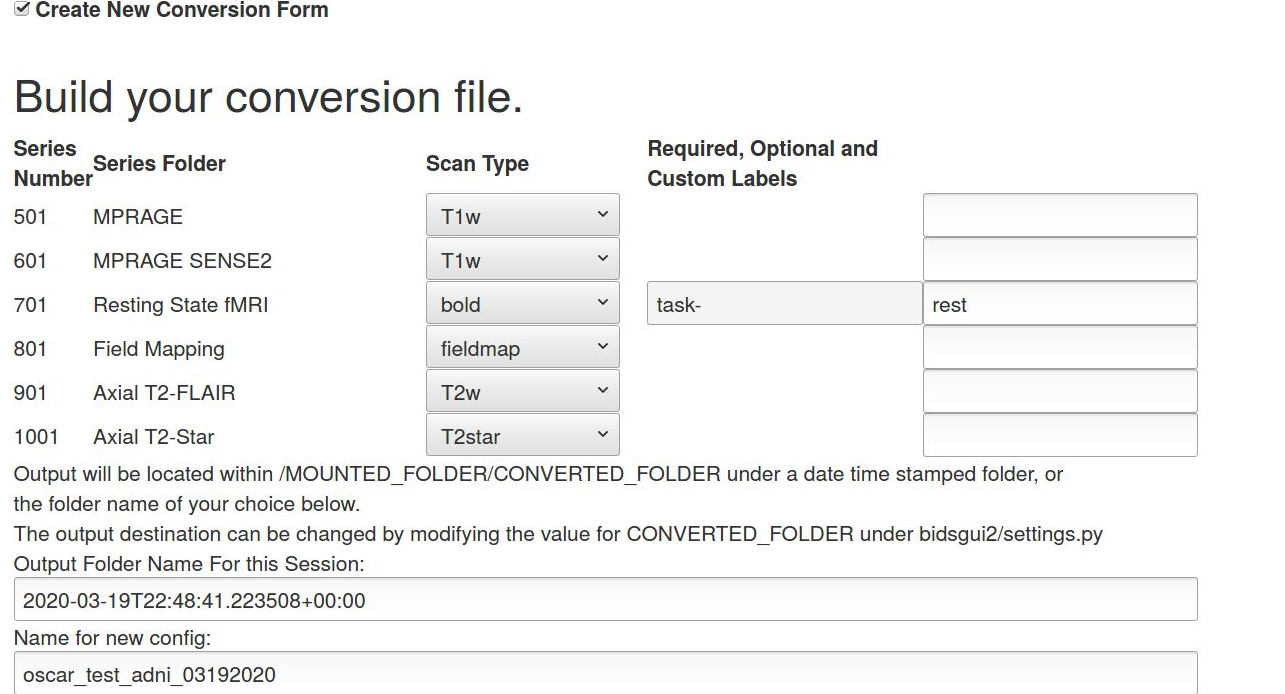 Create New Conversion Form
Build your conversion file.
Series Number Series Folder Scan Type Required, Optional and Custom Labels
501 MPRAGE T1w
601 MPRAGE SENSE2 T1w
701 Resting State fMRI bold task- rest
801 Field Mapping fieldmap
901 Axial T2-FLAIR T2w
1001 Axial T2-Star T2star
Output will be located within /MOUNTED_FOLDER/CONVERTED_FOLDER under a date time stamped folder, or
the folder name of your choice below.
The output destination can be changed by modifying the value for CONVERTED_FOLDER under bidsgui2/settings.py
Output Folder Name For this Session:
2020-03-19T22:48:41.223508+00:00
Name for new config:
oscar_test_adni_03192020